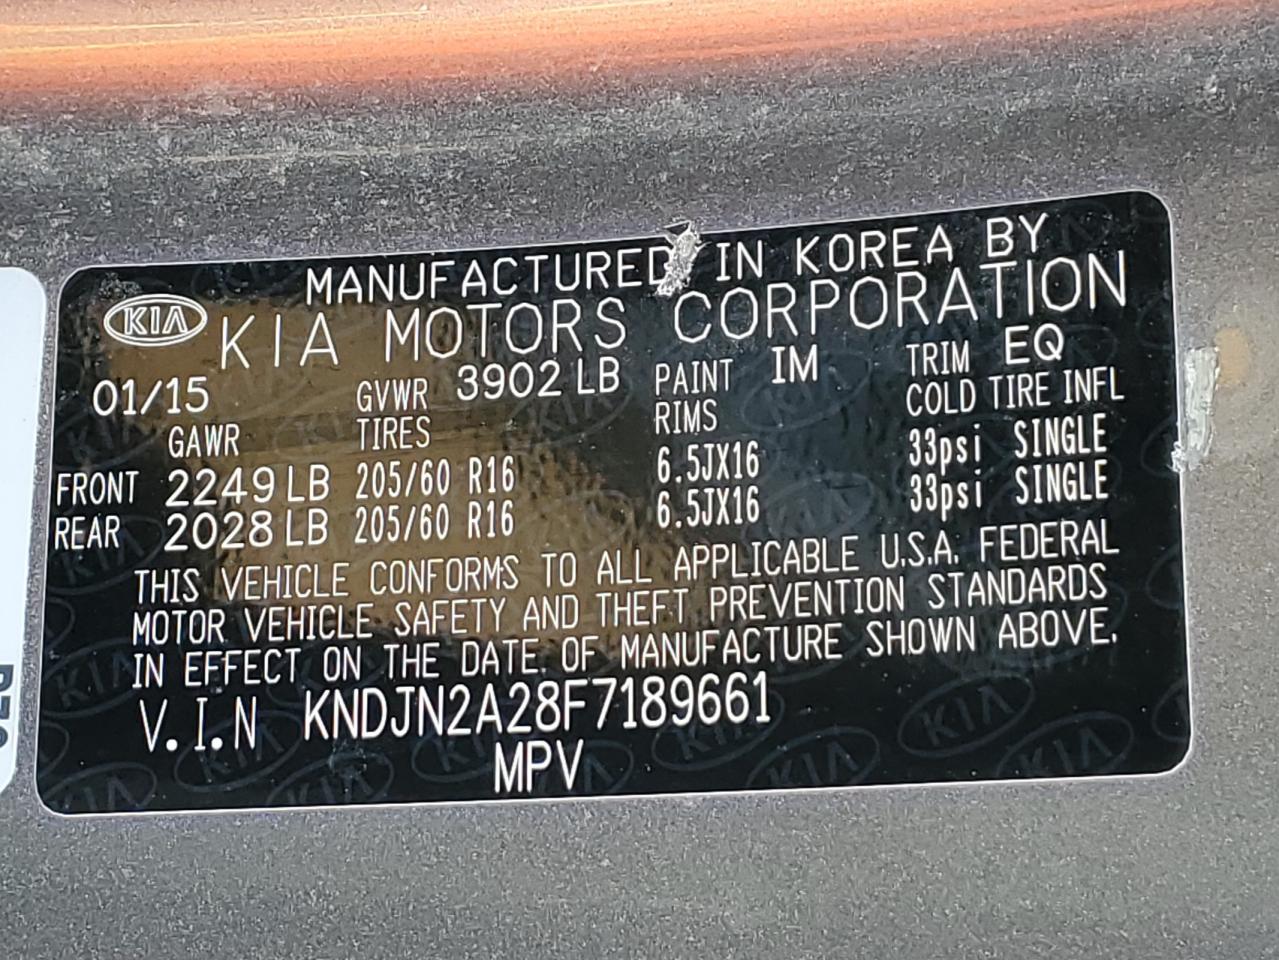 MANUFACTURED IN KOREA BY
KIA KIA MOTORS CORPORATION
01/15 GVWR 3902 LB PAINT IM TRIM EQ
GAWR TIRES RIMS COLD TIRE INFL
FRONT 2249 LB 205/60 R16 6.5JX16 33psi SINGLE
REAR 2028 LB 205/60 R16 6.5JX16 33psi SINGLE
THIS VEHICLE CONFORMS TO ALL APPLICABLE U.S.A. FEDERAL
MOTOR VEHICLE SAFETY AND THEFT PREVENTION STANDARDS
IN EFFECT ON THE DATE OF MANUFACTURE SHOWN ABOVE.
V.I.N KNDJN2A28F7189661
MPV